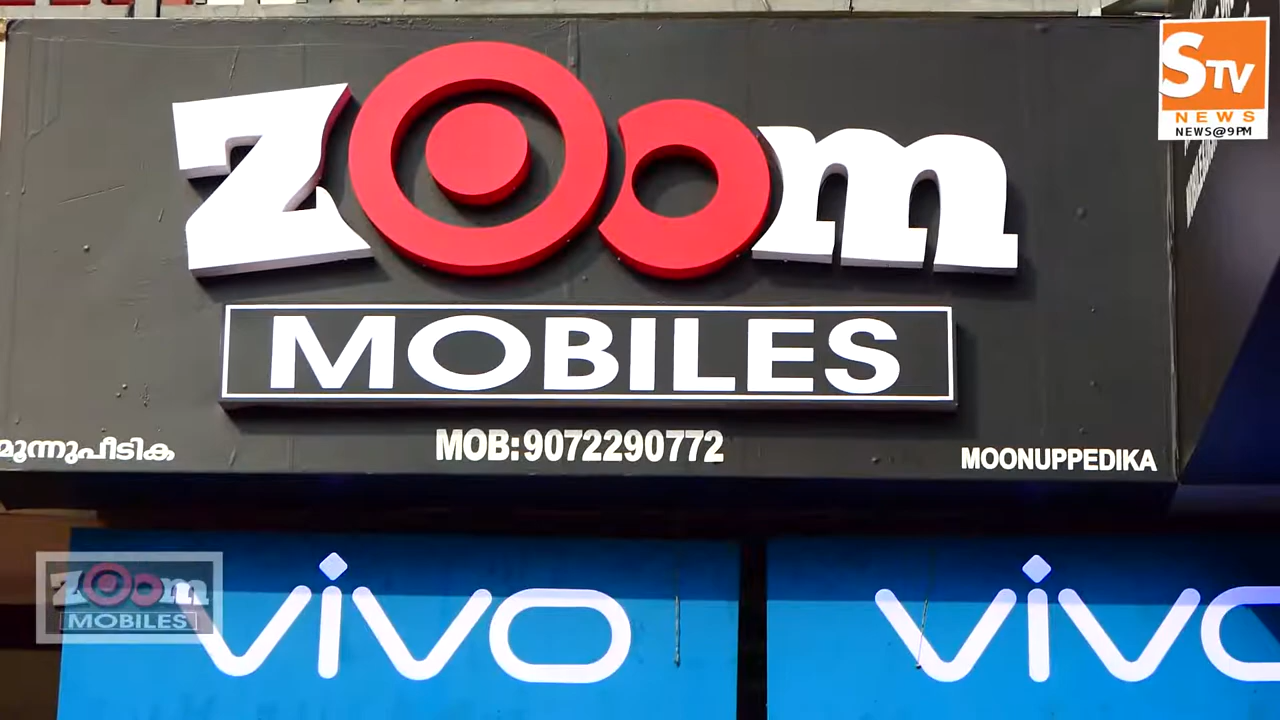 zoom
MOBILES
മൂന്നുപീടിക
MOB:9072290772
MOONUPPEDIKA
vivo
vivo
STV
NEWS
NEWS@9PM
zoom
MOBILES